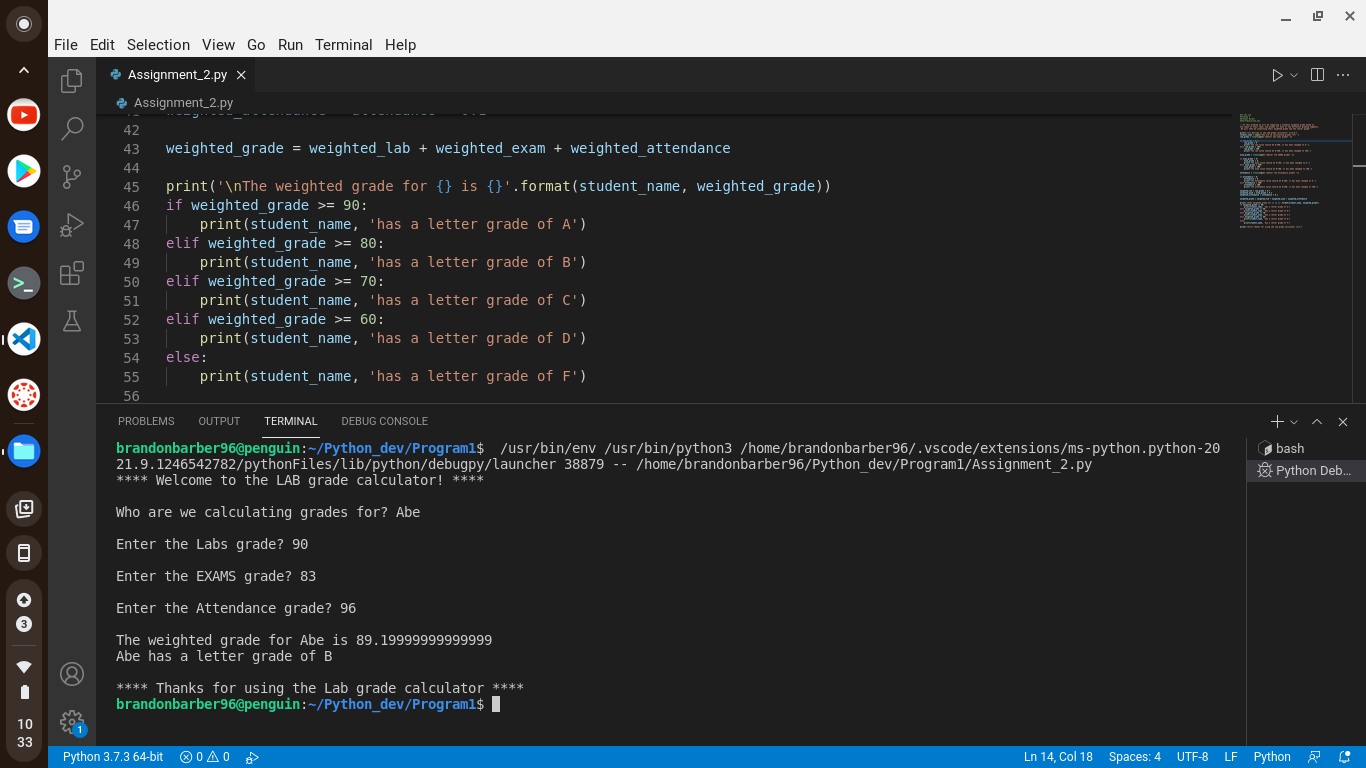 File Edit Selection View Go Run Terminal Help
Assignment_2.py
Assignment_2.py
42
43 weighted_grade = weighted_lab + weighted_exam + weighted_attendance
44
45 print('\nThe weighted grade for {} is {}'.format(student_name, weighted_grade))
46 if weighted_grade >= 90:
47 print(student_name, 'has a letter grade of A')
48 elif weighted_grade >= 80:
49 print(student_name, 'has a letter grade of B')
50 elif weighted_grade >= 70:
51 print(student_name, 'has a letter grade of C')
52 elif weighted_grade >= 60:
53 print(student_name, 'has a letter grade of D')
54 else:
55 print(student_name, 'has a letter grade of F')
56
PROBLEMS OUTPUT TERMINAL DEBUG CONSOLE
brandonbarber96@penguin:~/Python_dev/Program1$ /usr/bin/env /usr/bin/python3 /home/brandonbarber96/.vscode/extensions/ms-python.python-20
21.9.1246542782/pythonFiles/lib/python/debugpy/launcher 38879 -- /home/brandonbarber96/Python_dev/Program1/Assignment_2.py
**** Welcome to the LAB grade calculator! ****
Who are we calculating grades for? Abe
Enter the Labs grade? 90
Enter the EXAMS grade? 83
Enter the Attendance grade? 96
The weighted grade for Abe is 89.19999999999999
Abe has a letter grade of B
**** Thanks for using the Lab grade calculator ****
brandonbarber96@penguin:~/Python_dev/Program1$
bash
Python Deb...
3
10
33
1
Python 3.7.3 64-bit 0 0 Ln 14, Col 18 Spaces: 4 UTF-8 LF Python